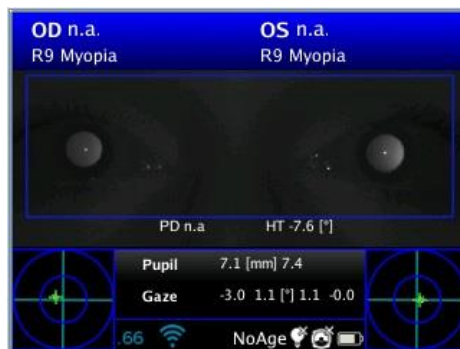 OD n.a. OS n.a.
R9 Myopia R9 Myopia
PD n.a HT -7.6 [°]
Pupil 7.1 [mm] 7.4
Gaze -3.0 1.1 [°] 1.1 -0.0
.66 NoAge